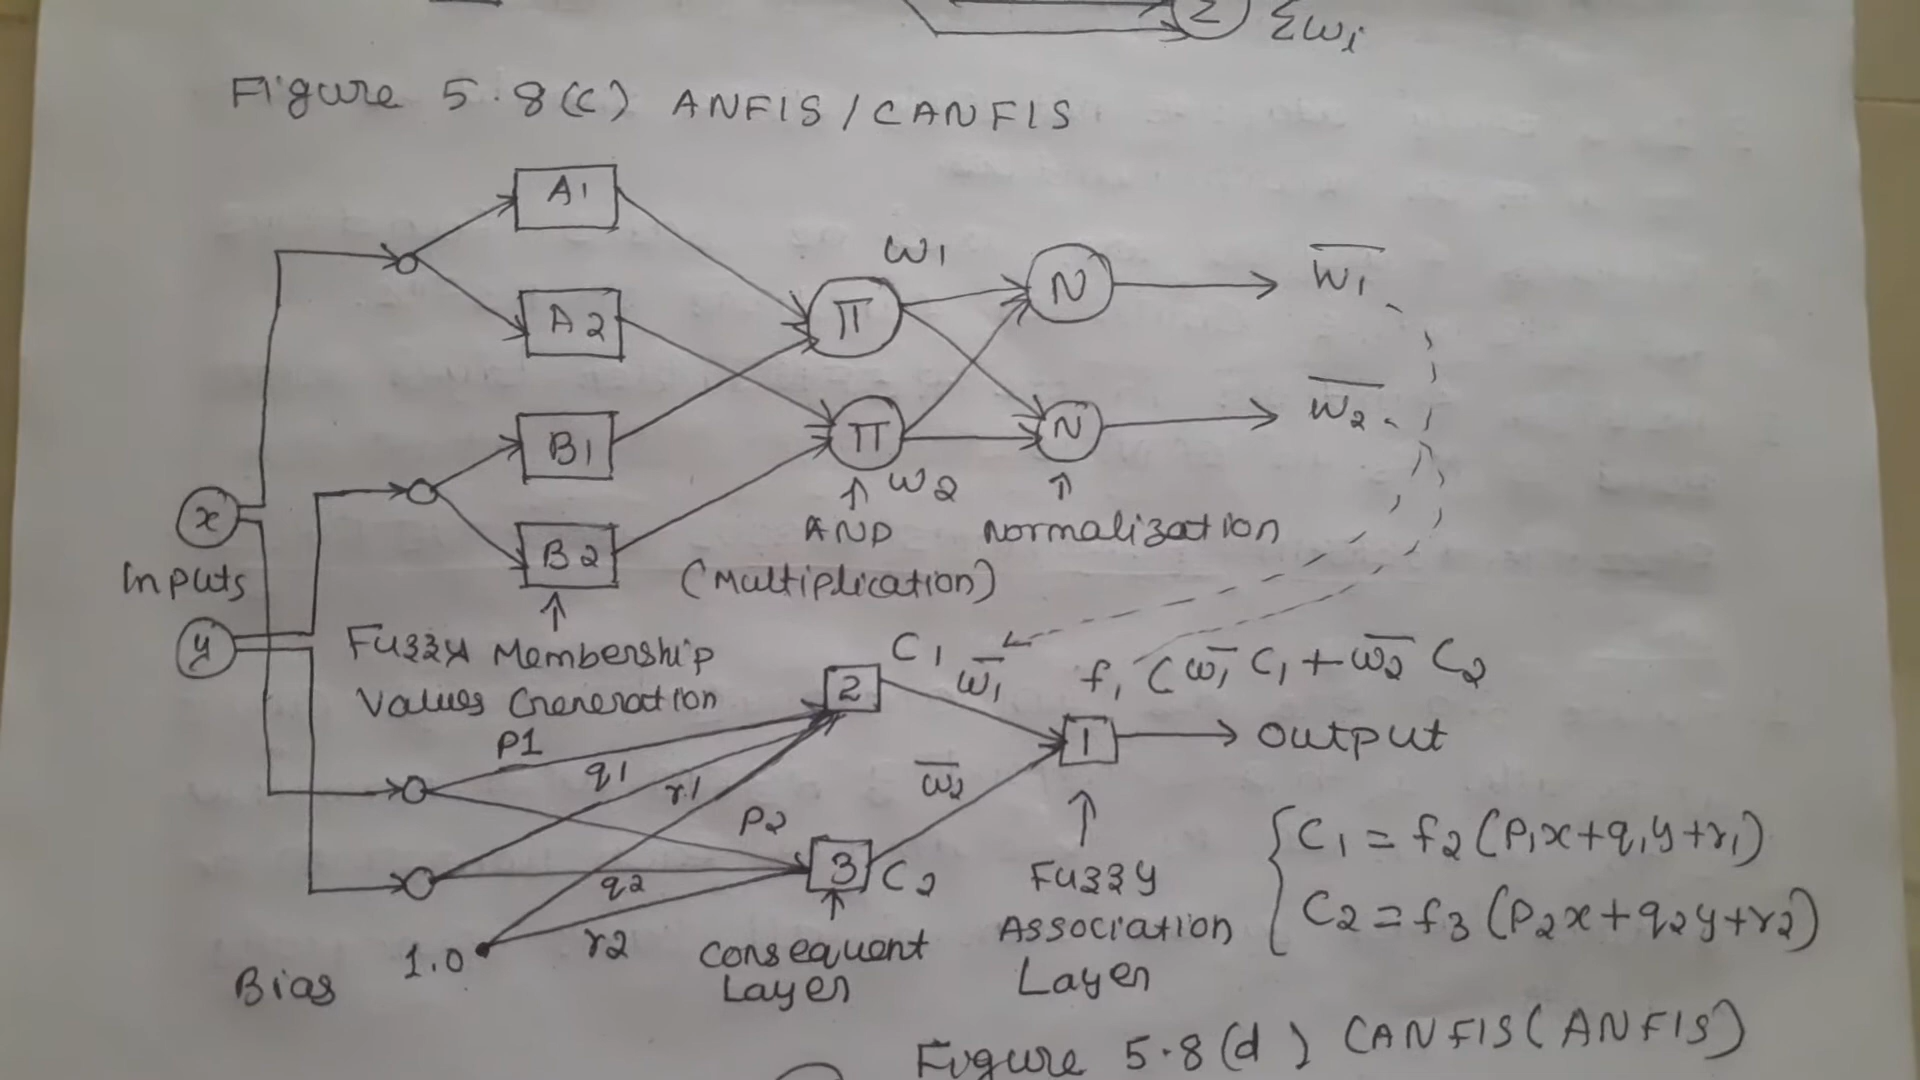 Σ Σwi
Figure 5.8(c) ANFIS/CANFIS
A1
A2
B1
B2
Π
w1
Π
w2
N
N
w̅1
w̅2
x
Inputs
y
↑
AND
(Multiplication)
↑
Normalization
↑
Fuzzy Membership
Values Generation
P1
q1
r1
P2
q2
r2
2
C1
w̅1
3
C2
w̅2
f1 (w̅1 C1 + w̅2 C2
1
Output
↑
Fuzzy
Association
Layer
↑
Consequent
Layer
Bias 1.0
{ C1 = f2 (P1x+q1y+r1)
C2 = f3 (P2x+q2y+r2)
Figure 5.8(d) CANFIS(ANFIS)